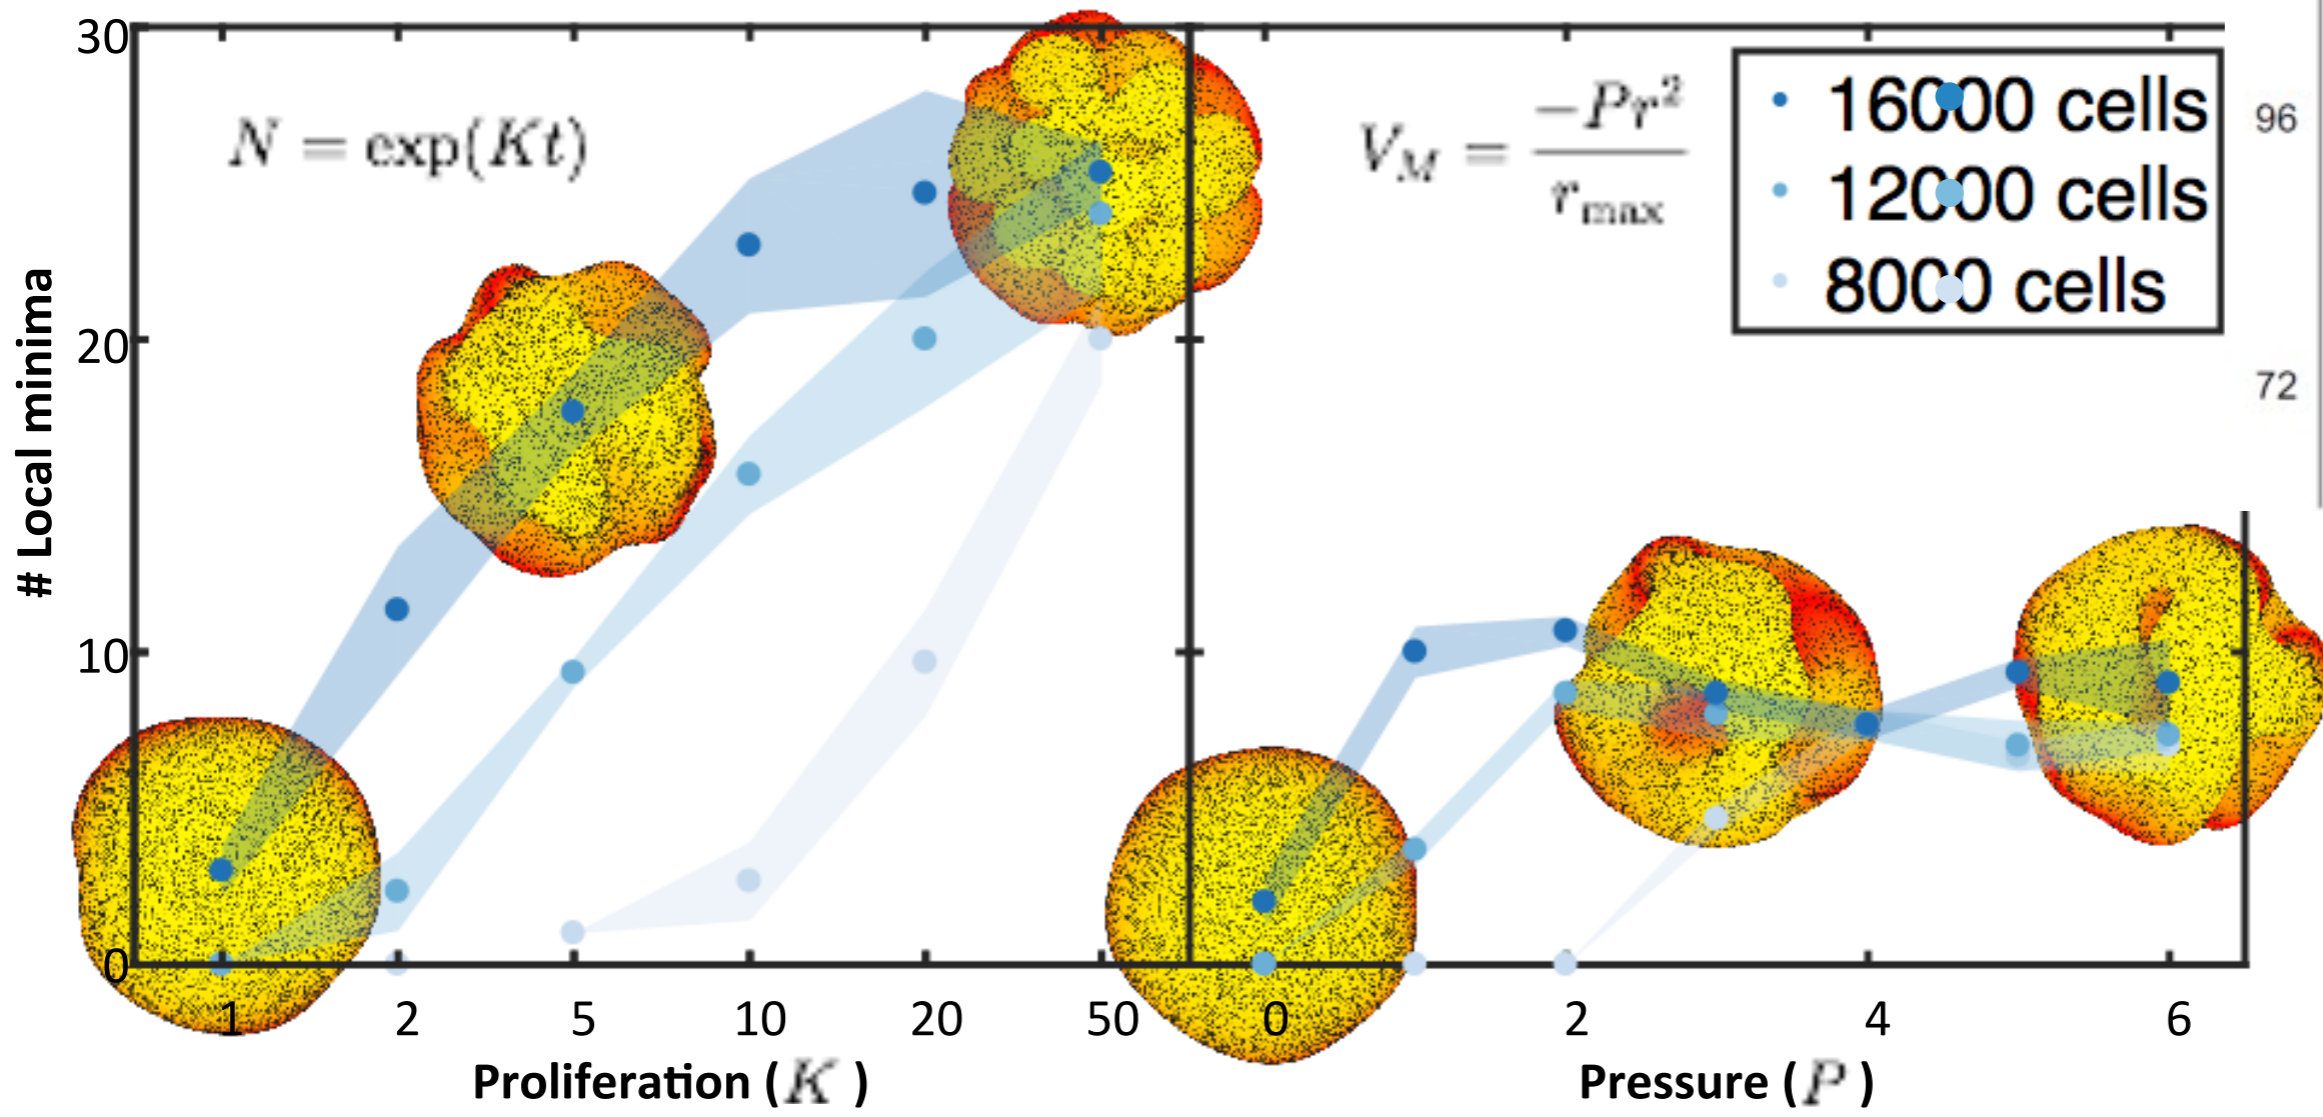 30
20
10
0
# Local minima
N = exp(Kt)
1 2 5 10 20 50
Proliferation (K)
V_M = −Pr² / r_max
16000 cells
12000 cells
8000 cells
96
72
0 2 4 6
Pressure (P)